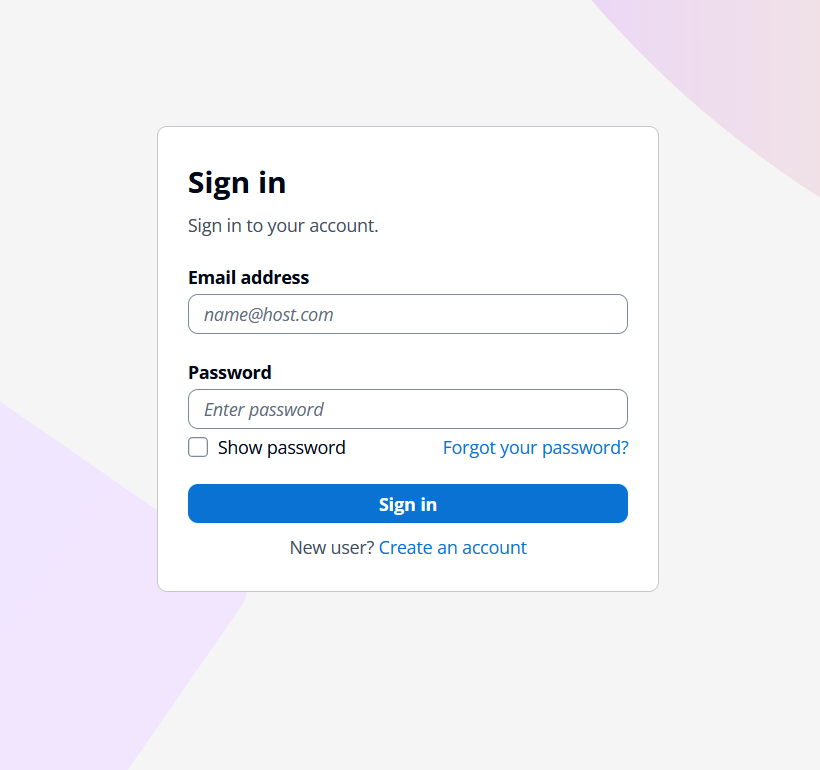 Sign in
Sign in to your account.
Email address
name@host.com
Password
Enter password
Show password Forgot your password?
Sign in
New user? Create an account